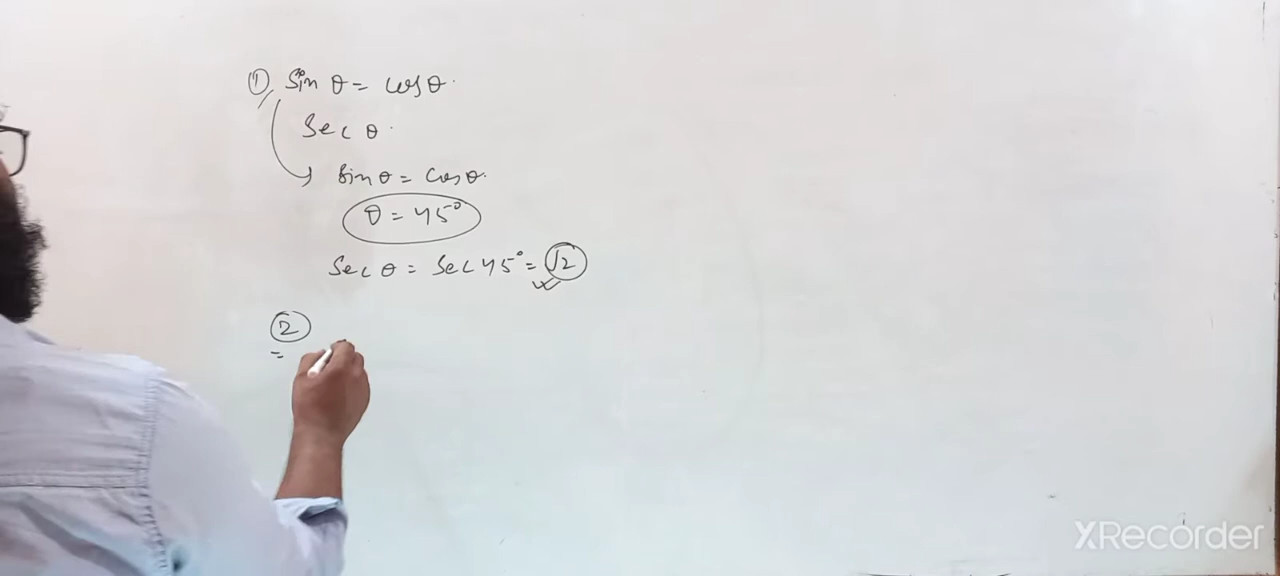 ① Sin θ = cos θ.
Sec θ.
Sin θ = cos θ.
θ = 45°
Sec θ = Sec 45° = √2
②
XRecorder